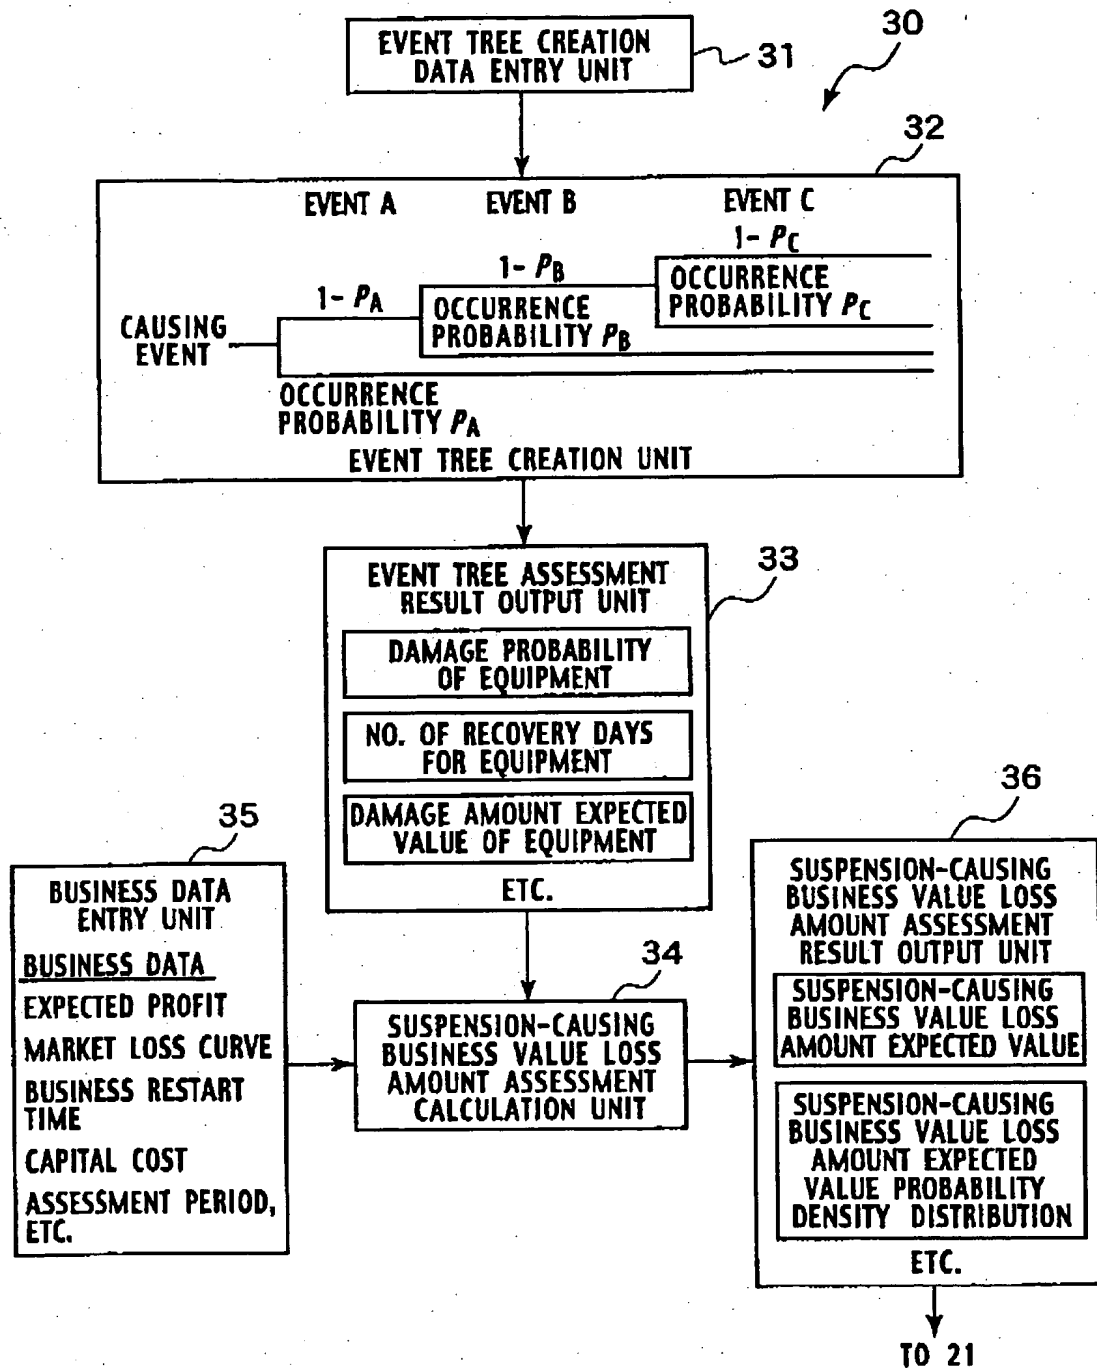 EVENT TREE CREATION
DATA ENTRY UNIT
31
30
32
EVENT A
EVENT B
EVENT C
1- PC
1- PB
OCCURRENCE
PROBABILITY PC
1- PA
OCCURRENCE
PROBABILITY PB
CAUSING
EVENT
OCCURRENCE
PROBABILITY PA
EVENT TREE CREATION UNIT
33
EVENT TREE ASSESSMENT
RESULT OUTPUT UNIT
DAMAGE PROBABILITY
OF EQUIPMENT
NO. OF RECOVERY DAYS
FOR EQUIPMENT
DAMAGE AMOUNT EXPECTED
VALUE OF EQUIPMENT
ETC.
35
BUSINESS DATA
ENTRY UNIT
BUSINESS DATA
EXPECTED PROFIT
MARKET LOSS CURVE
BUSINESS RESTART
TIME
CAPITAL COST
ASSESSMENT PERIOD,
ETC.
34
SUSPENSION-CAUSING
BUSINESS VALUE LOSS
AMOUNT ASSESSMENT
CALCULATION UNIT
36
SUSPENSION-CAUSING
BUSINESS VALUE LOSS
AMOUNT ASSESSMENT
RESULT OUTPUT UNIT
SUSPENSION-CAUSING
BUSINESS VALUE LOSS
AMOUNT EXPECTED VALUE
SUSPENSION-CAUSING
BUSINESS VALUE LOSS
AMOUNT EXPECTED
VALUE PROBABILITY
DENSITY DISTRIBUTION
ETC.
TO 21